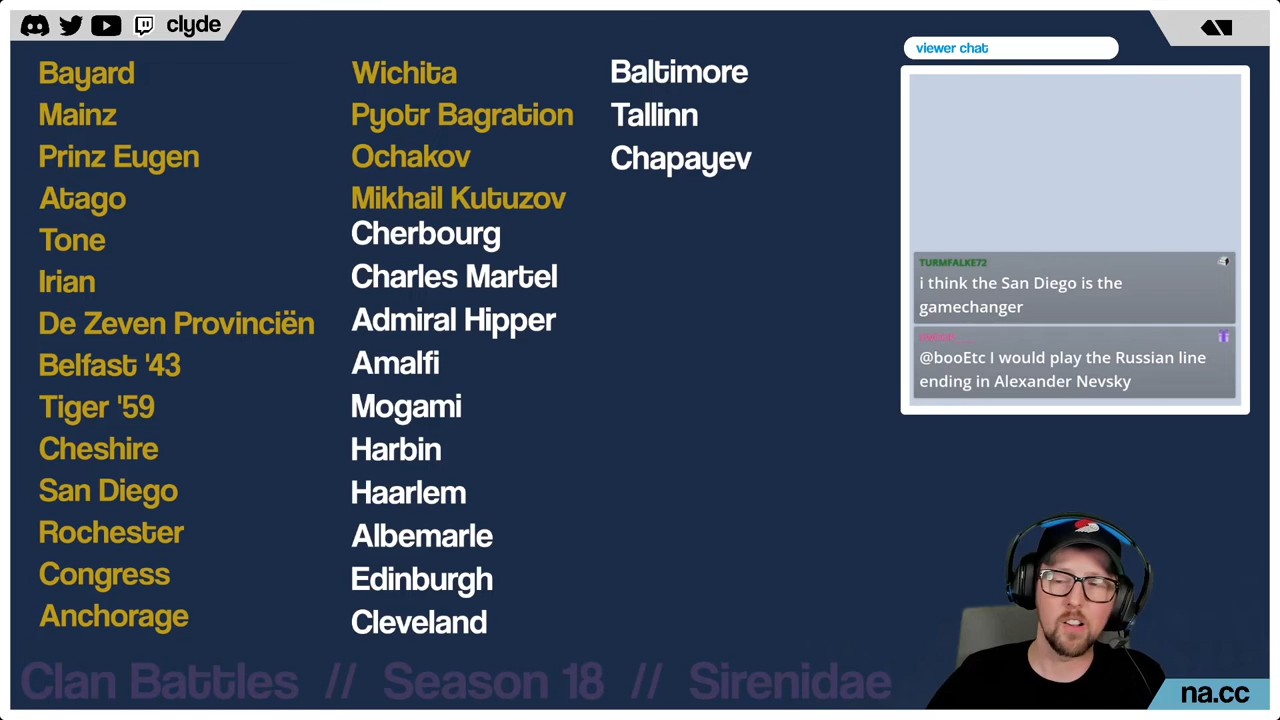 clyde
Bayard
Mainz
Prinz Eugen
Atago
Tone
Irian
De Zeven Provinciën
Belfast '43
Tiger '59
Cheshire
San Diego
Rochester
Congress
Anchorage
Wichita
Pyotr Bagration
Ochakov
Mikhail Kutuzov
Cherbourg
Charles Martel
Admiral Hipper
Amalfi
Mogami
Harbin
Haarlem
Albemarle
Edinburgh
Cleveland
Baltimore
Tallinn
Chapayev
viewer chat
TURMFALKE72
i think the San Diego is the
gamechanger
@booEtc I would play the Russian line
ending in Alexander Nevsky
Clan Battles // Season 18 // Sirenidae
na.cc